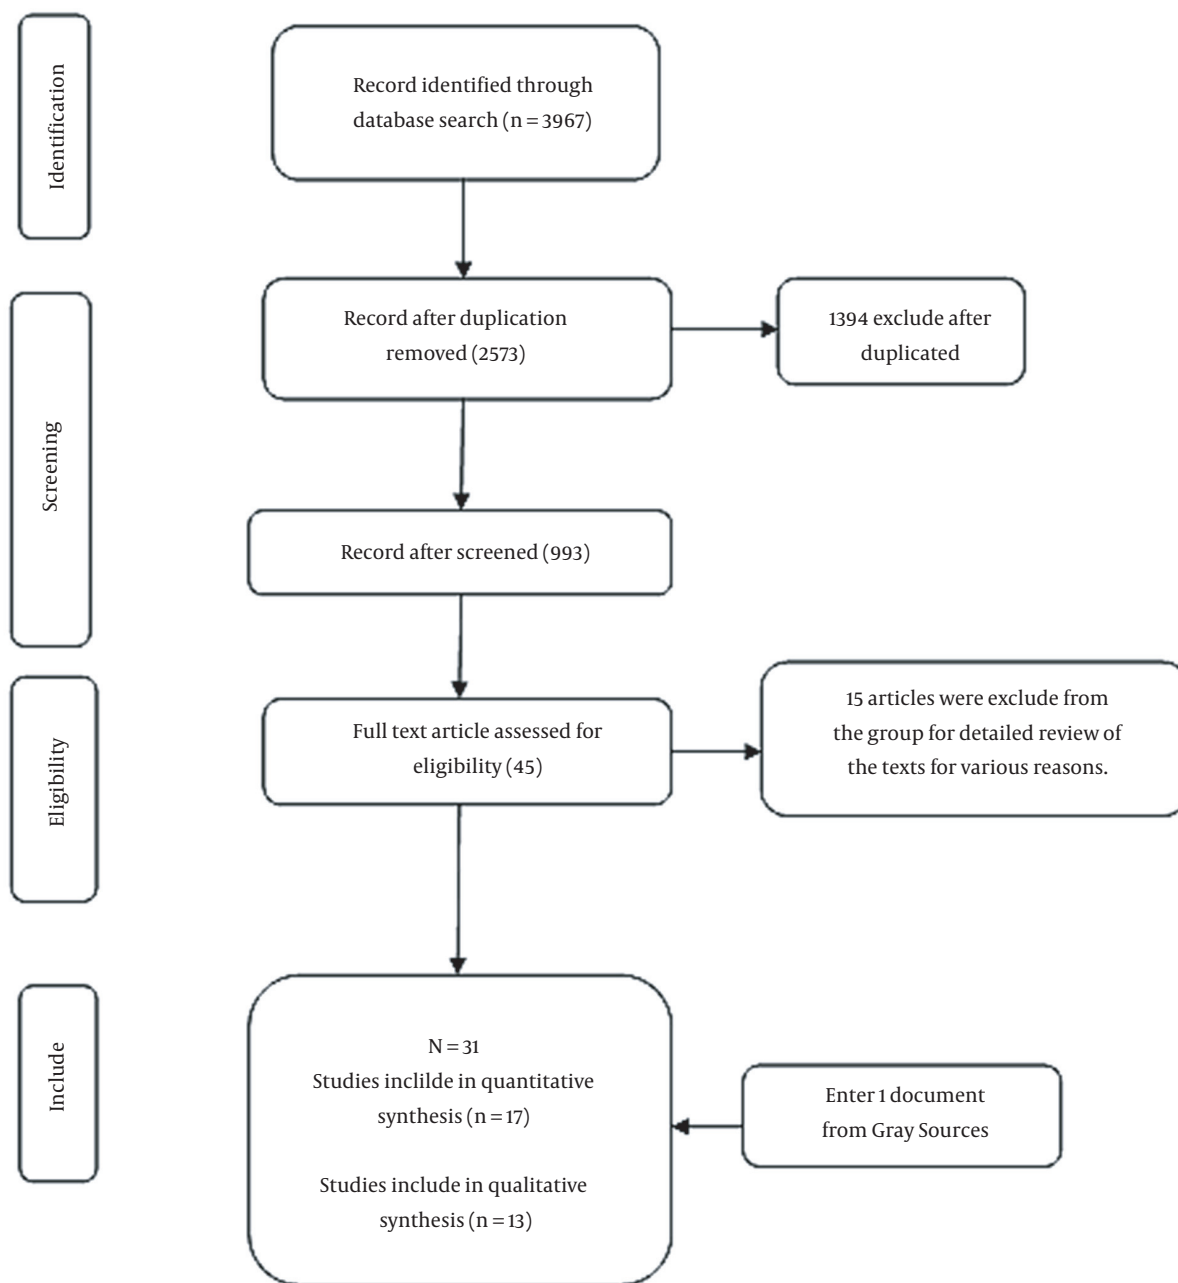 Identification
Record identified through
database search (n = 3967)
Record after duplication
removed (2573)
1394 exclude after
duplicated
Screening
Record after screened (993)
Eligibility
Full text article assessed for
eligibility (45)
15 articles were exclude from
the group for detailed review of
the texts for various reasons.
Include
N = 31
Studies inclilde in quantitative
synthesis (n = 17)
Studies include in qualitative
synthesis (n = 13)
Enter 1 document
from Gray Sources